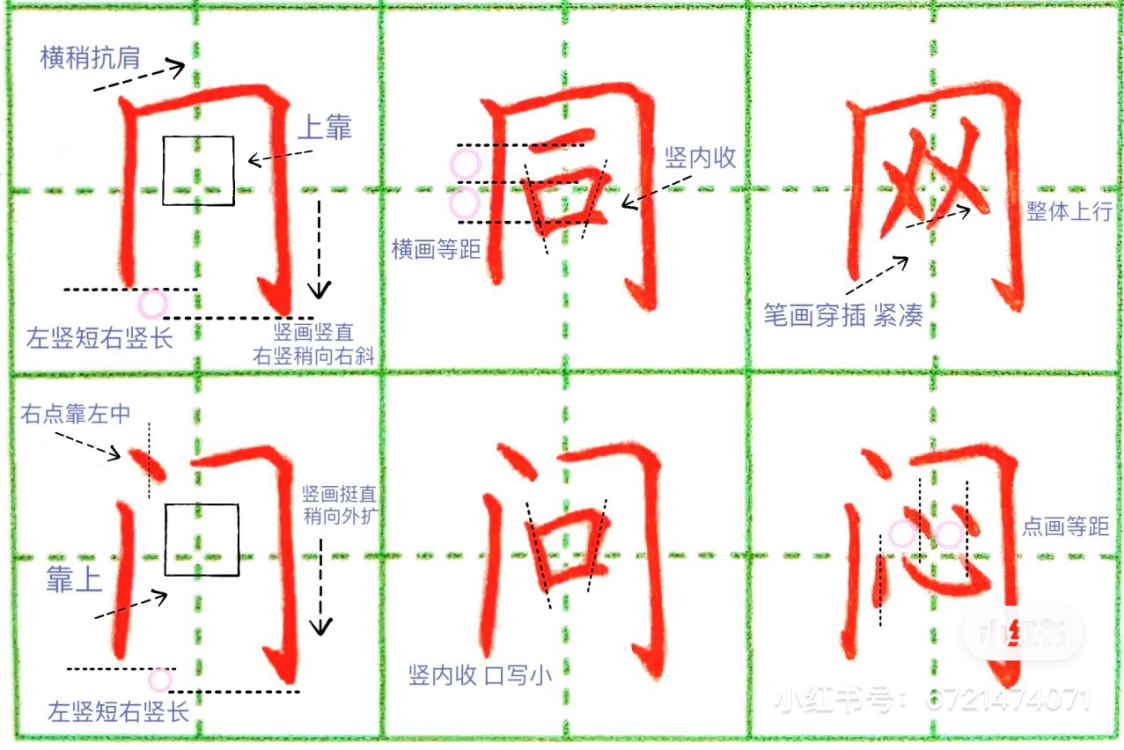 横稍抗肩
冂
上靠
左竖短右竖长
竖画竖直
右竖稍向右斜
同
竖内收
横画等距
网
整体上行
笔画穿插 紧凑
右点靠左中
门
竖画挺直
稍向外扩
靠上
左竖短右竖长
问
竖内收 口写小
闷
点画等距
小红书
小红书号：6721474071